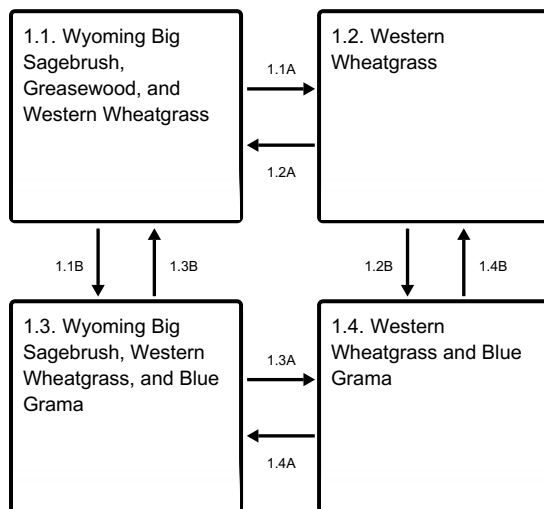 1.1. Wyoming Big
Sagebrush,
Greasewood, and
Western Wheatgrass
1.1A
1.2. Western
Wheatgrass
1.2A
1.1B
1.3B
1.2B
1.4B
1.3. Wyoming Big
Sagebrush, Western
Wheatgrass, and Blue
Grama
1.3A
1.4. Western
Wheatgrass and Blue
Grama
1.4A